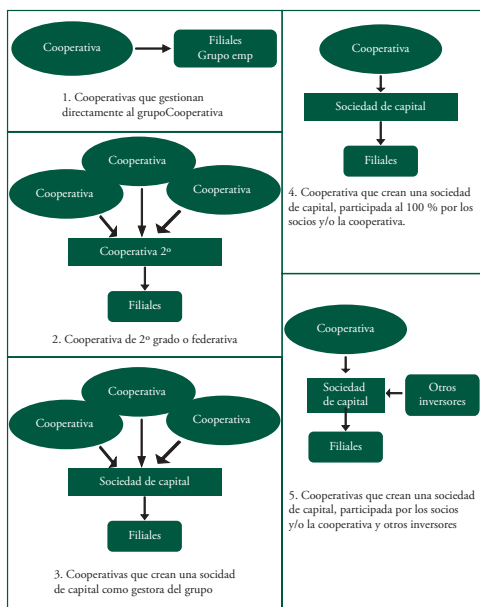 Cooperativa
Filiales
Grupo emp
1. Cooperativas que gestionan
directamente al grupoCooperativa
Cooperativa
Cooperativa
Cooperativa
Cooperativa 2º
Filiales
2. Cooperativa de 2º grado o federativa
Cooperativa
Cooperativa
Cooperativa
Sociedad de capital
Filiales
3. Cooperativas que crean una socidad
de capital como gestora del grupo
Cooperativa
Sociedad de capital
Filiales
4. Cooperativa que crean una sociedad
de capital, participada al 100 % por los
socios y/o la cooperativa.
Cooperativa
Sociedad
de capital
Otros
inversores
Filiales
5. Cooperativas que crean una sociedad
de capital, participada por los socios
y/o la cooperativa y otros inversores